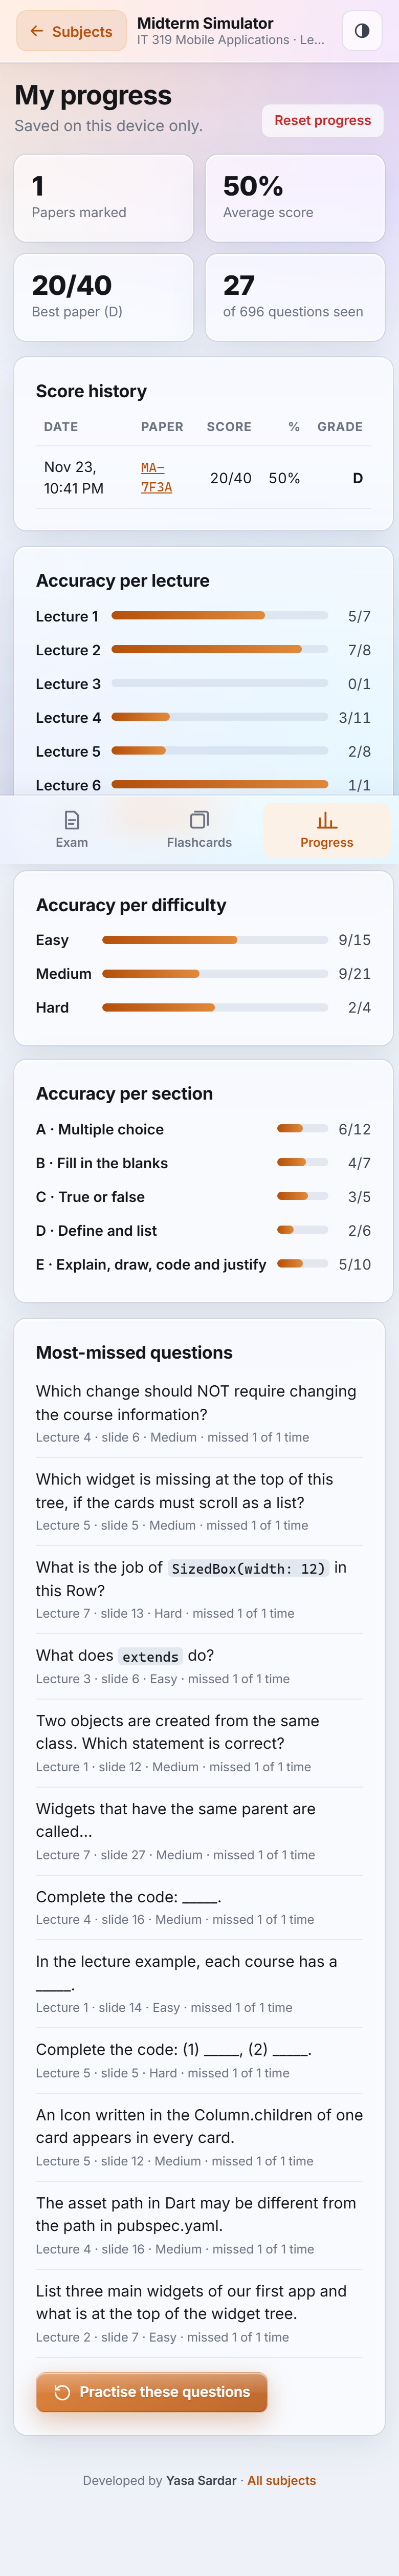 Subjects
Midterm Simulator
IT 319 Mobile Applications · Le...
My progress
Saved on this device only.
Reset progress
1
Papers marked
50%
Average score
20/40
Best paper (D)
27
of 696 questions seen
Score history
DATE PAPER SCORE % GRADE
Nov 23,
10:41 PM
MA-
7F3A
20/40 50% D
Accuracy per lecture
Lecture 1 5/7
Lecture 2 7/8
Lecture 3 0/1
Lecture 4 3/11
Lecture 5 2/8
Lecture 6 1/1
Exam
Flashcards
Progress
Accuracy per difficulty
Easy 9/15
Medium 9/21
Hard 2/4
Accuracy per section
A · Multiple choice 6/12
B · Fill in the blanks 4/7
C · True or false 3/5
D · Define and list 2/6
E · Explain, draw, code and justify 5/10
Most-missed questions
Which change should NOT require changing
the course information?
Lecture 4 · slide 6 · Medium · missed 1 of 1 time
Which widget is missing at the top of this
tree, if the cards must scroll as a list?
Lecture 5 · slide 5 · Medium · missed 1 of 1 time
What is the job of SizedBox(width: 12) in
this Row?
Lecture 7 · slide 13 · Hard · missed 1 of 1 time
What does extends do?
Lecture 3 · slide 6 · Easy · missed 1 of 1 time
Two objects are created from the same
class. Which statement is correct?
Lecture 1 · slide 12 · Medium · missed 1 of 1 time
Widgets that have the same parent are
called...
Lecture 7 · slide 27 · Medium · missed 1 of 1 time
Complete the code: _____.
Lecture 4 · slide 16 · Medium · missed 1 of 1 time
In the lecture example, each course has a
_____.
Lecture 1 · slide 14 · Easy · missed 1 of 1 time
Complete the code: (1) _____, (2) _____.
Lecture 5 · slide 5 · Hard · missed 1 of 1 time
An Icon written in the Column.children of one
card appears in every card.
Lecture 5 · slide 12 · Medium · missed 1 of 1 time
The asset path in Dart may be different from
the path in pubspec.yaml.
Lecture 4 · slide 16 · Medium · missed 1 of 1 time
List three main widgets of our first app and
what is at the top of the widget tree.
Lecture 2 · slide 7 · Easy · missed 1 of 1 time
Practise these questions
Developed by Yasa Sardar · All subjects